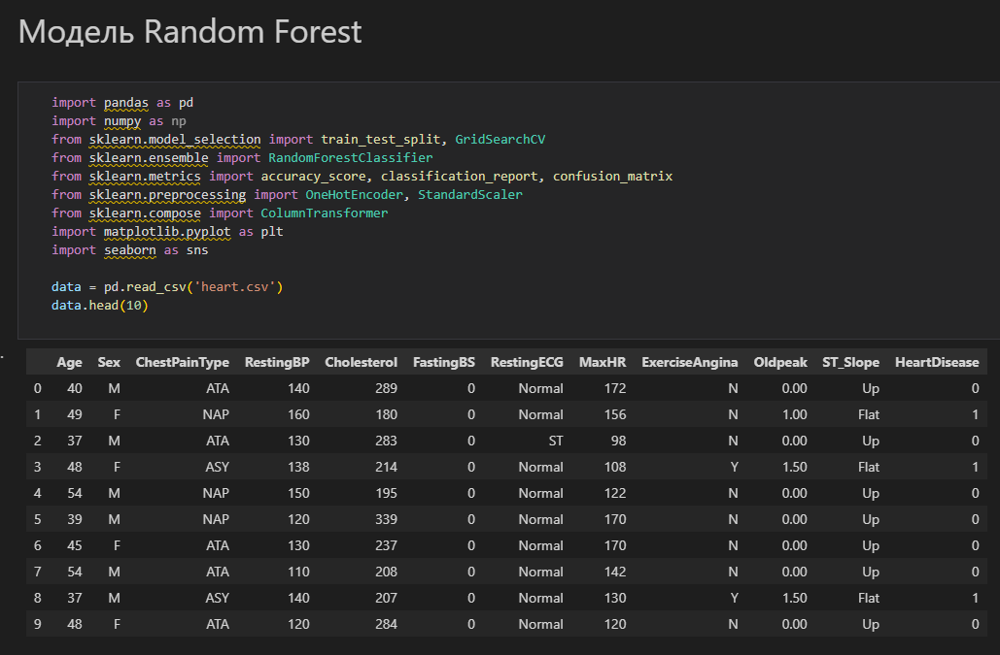 Модель Random Forest
import pandas as pd
import numpy as np
from sklearn.model_selection import train_test_split, GridSearchCV
from sklearn.ensemble import RandomForestClassifier
from sklearn.metrics import accuracy_score, classification_report, confusion_matrix
from sklearn.preprocessing import OneHotEncoder, StandardScaler
from sklearn.compose import ColumnTransformer
import matplotlib.pyplot as plt
import seaborn as sns
data = pd.read_csv('heart.csv')
data.head(10)
Age Sex ChestPainType RestingBP Cholesterol FastingBS RestingECG MaxHR ExerciseAngina Oldpeak ST_Slope HeartDisease
0 40 M ATA 140 289 0 Normal 172 N 0.00 Up 0
1 49 F NAP 160 180 0 Normal 156 N 1.00 Flat 1
2 37 M ATA 130 283 0 ST 98 N 0.00 Up 0
3 48 F ASY 138 214 0 Normal 108 Y 1.50 Flat 1
4 54 M NAP 150 195 0 Normal 122 N 0.00 Up 0
5 39 M NAP 120 339 0 Normal 170 N 0.00 Up 0
6 45 F ATA 130 237 0 Normal 170 N 0.00 Up 0
7 54 M ATA 110 208 0 Normal 142 N 0.00 Up 0
8 37 M ASY 140 207 0 Normal 130 Y 1.50 Flat 1
9 48 F ATA 120 284 0 Normal 120 N 0.00 Up 0